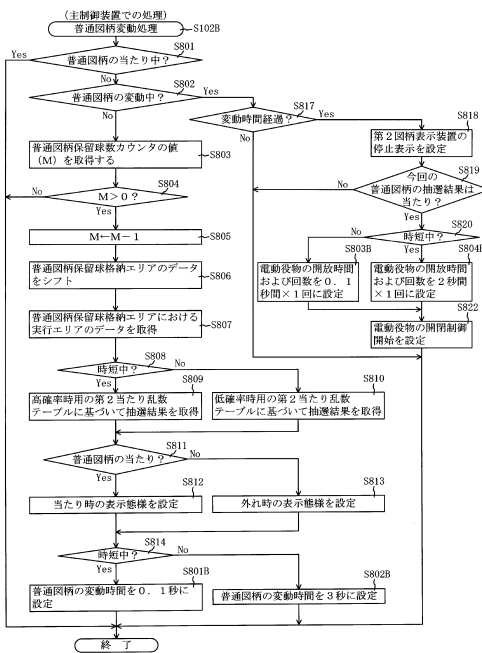 (主制御装置での処理)
普通図柄変動処理
S102B
S801
普通図柄の当たり中?
Yes
No
S802
普通図柄の変動中?
Yes
No
普通図柄保留球数カウンタの値
(M)を取得する
S803
S804
M>0?
No
Yes
M←M-1
S805
普通図柄保留球格納エリアのデータ
をシフト
S806
普通図柄保留球格納エリアにおける
実行エリアのデータを取得
S807
S808
時短中?
No
Yes
S809
高確率時用の第2当たり乱数
テーブルに基づいて抽選結果を取得
S810
低確率時用の第2当たり乱数
テーブルに基づいて抽選結果を取得
S811
普通図柄の当たり?
No
Yes
S812
当たり時の表示態様を設定
S813
外れ時の表示態様を設定
S814
時短中?
No
Yes
S801B
普通図柄の変動時間を0.1秒に
設定
S802B
普通図柄の変動時間を3秒に設定
S817
変動時間経過?
Yes
No
S818
第2図柄表示装置の
停止表示を設定
S819
今回の
普通図柄の抽選結果は
当たり?
No
Yes
S820
時短中?
No
Yes
S803B
電動役物の開放時間
および回数を0.1
秒間×1回に設定
S804B
電動役物の開放時間
および回数を2秒間
×1回に設定
S822
電動役物の開閉制御
開始を設定
終了